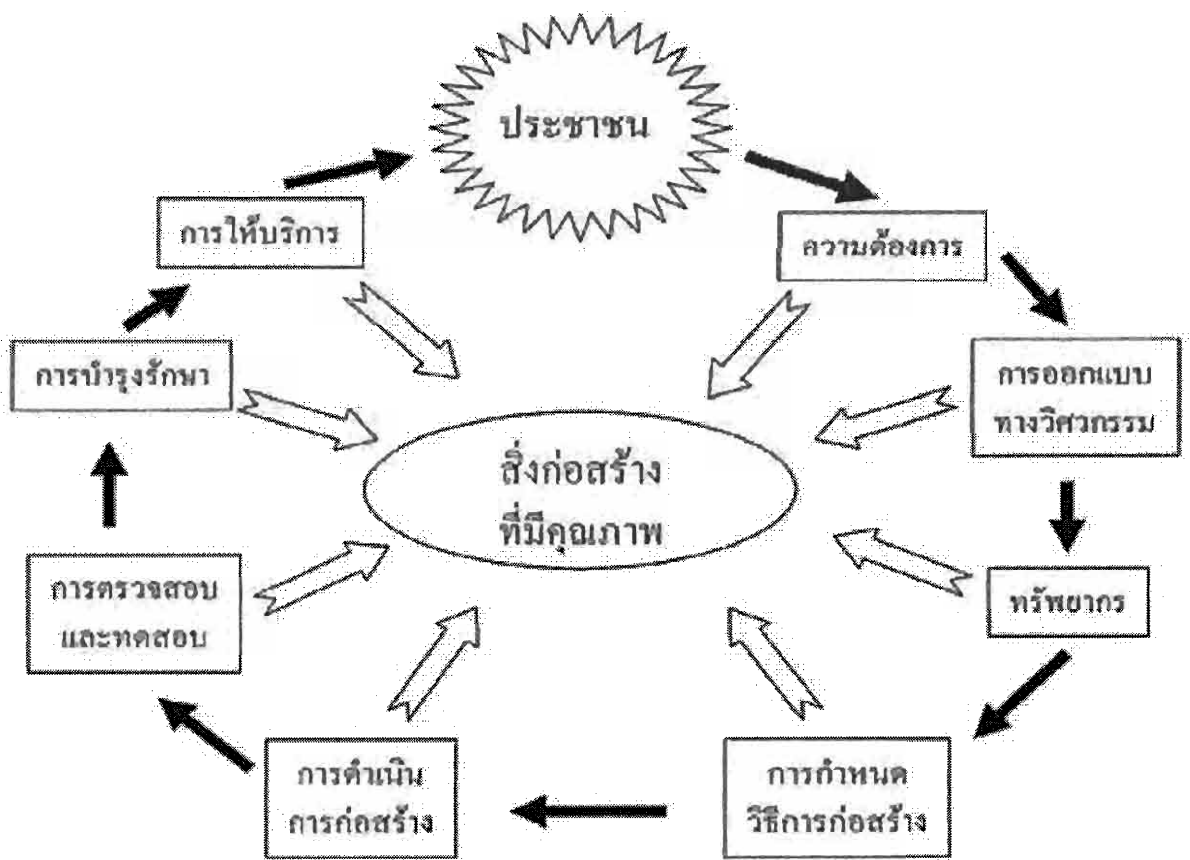 ประชาชน
ความต้องการ
การออกแบบ
ทางวิศวกรรม
ทรัพยากร
การกำหนด
วิธีการก่อสร้าง
การดำเนิน
การก่อสร้าง
การตรวจสอบ
และทดสอบ
การบำรุงรักษา
การให้บริการ
สิ่งก่อสร้าง
ที่มีคุณภาพ